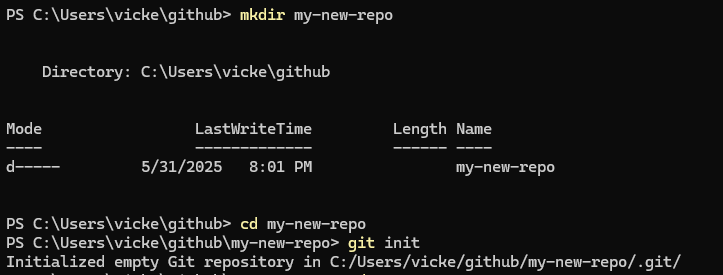 PS C:\Users\vicke\github> mkdir my-new-repo
Directory: C:\Users\vicke\github
Mode                 LastWriteTime         Length Name
----                 -------------         ------ ----
d-----         5/31/2025   8:01 PM                my-new-repo
PS C:\Users\vicke\github> cd my-new-repo
PS C:\Users\vicke\github\my-new-repo> git init
Initialized empty Git repository in C:/Users/vicke/github/my-new-repo/.git/